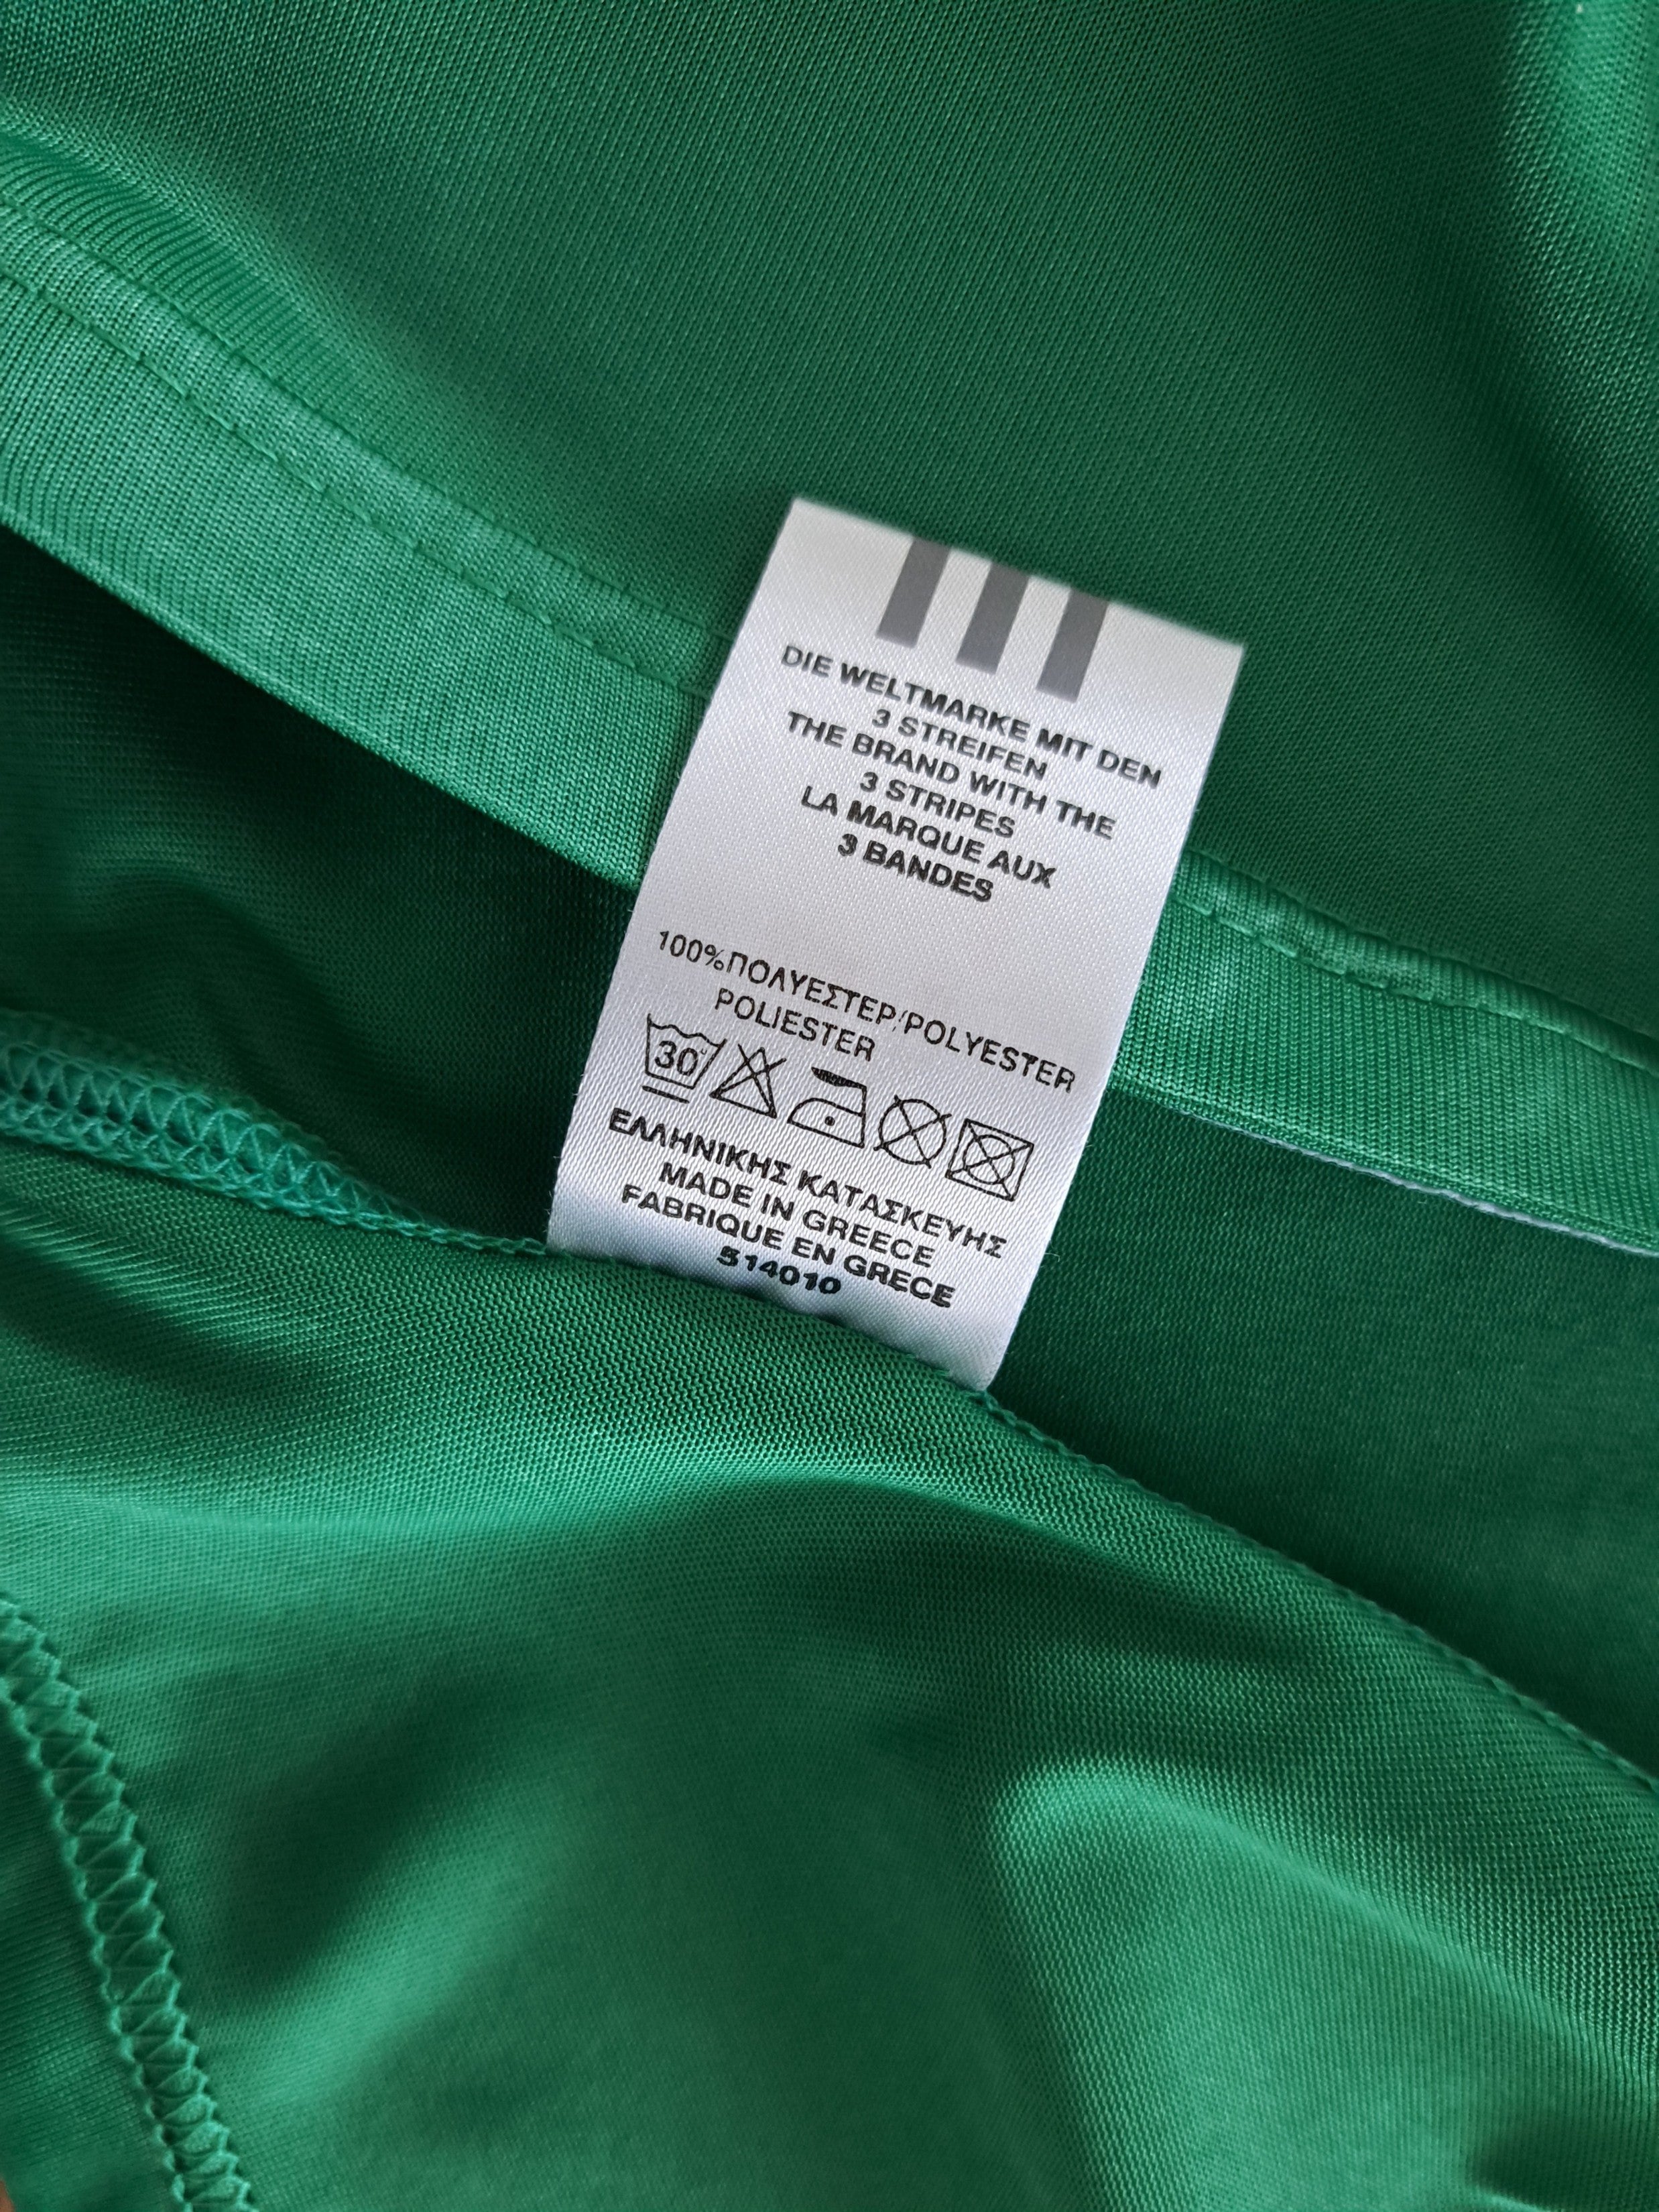 DIE WELTMARKE MIT DEN
3 STREIFEN
THE BRAND WITH THE
3 STRIPES
LA MARQUE AUX
3 BANDES
100%ΠΟΛΥΕΣΤΕΡ/POLYESTER
POLIESTER
30°
ΕΛΛΗΝΙΚΗΣ ΚΑΤΑΣΚΕΥΗΣ
MADE IN GREECE
FABRIQUE EN GRECE
514010